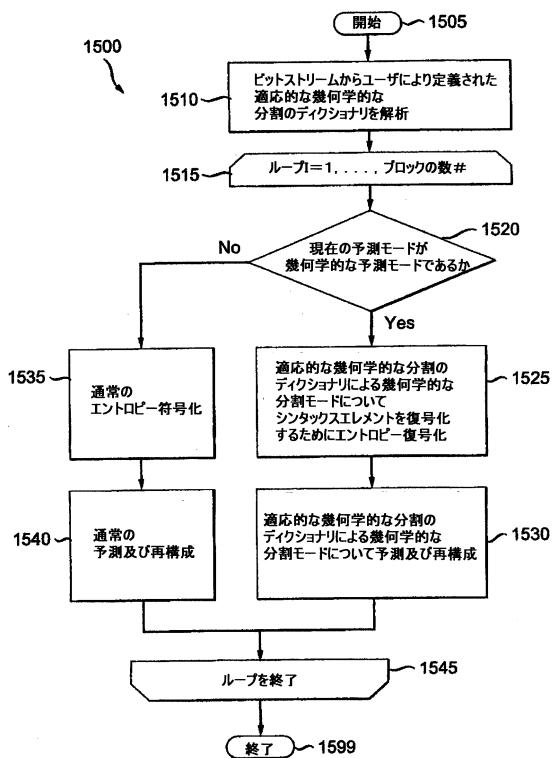 開始
1505
1500
1510
ビットストリームからユーザにより定義された
適応的な幾何学的な
分割のディクショナリを解析
1515
ループI=1,....,ブロックの数#
1520
現在の予測モードが
幾何学的な予測モードであるか
No
Yes
1535
通常の
エントロピー符号化
適応的な幾何学的な分割の
ディクショナリによる幾何学的な
分割モードについて
シンタックスエレメントを復号化
するためにエントロピー復号化
1525
1540
通常の
予測及び再構成
適応的な幾何学的な分割の
ディクショナリによる幾何学的な
分割モードについて予測及び再構成
1530
ループを終了
1545
終了
1599